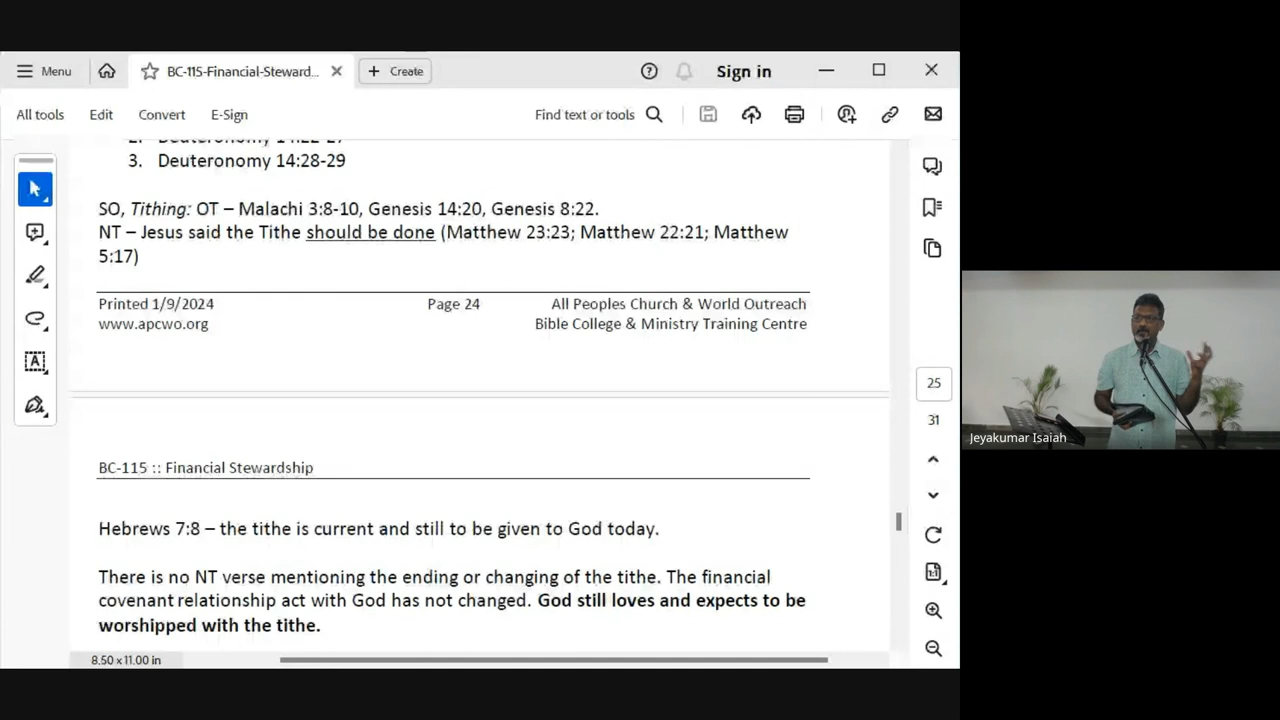 Menu
BC-115-Financial-Steward...
Create
Sign in
All tools
Edit
Convert
E-Sign
Find text or tools
3. Deuteronomy 14:28-29
SO, Tithing: OT – Malachi 3:8-10, Genesis 14:20, Genesis 8:22.
NT – Jesus said the Tithe should be done (Matthew 23:23; Matthew 22:21; Matthew
5:17)
Printed 1/9/2024 Page 24 All Peoples Church & World Outreach
www.apcwo.org Bible College & Ministry Training Centre
25
31
BC-115 :: Financial Stewardship
Hebrews 7:8 – the tithe is current and still to be given to God today.
There is no NT verse mentioning the ending or changing of the tithe. The financial
covenant relationship act with God has not changed. God still loves and expects to be
worshipped with the tithe.
8.50 x 11.00 in
Jeyakumar Isaiah